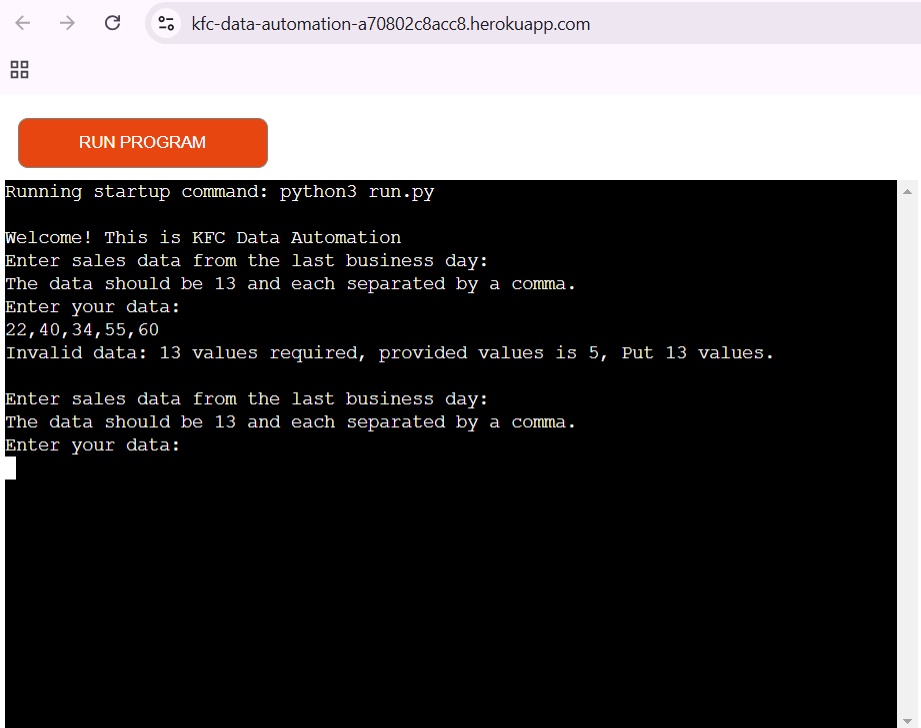 kfc-data-automation-a70802c8acc8.herokuapp.com
RUN PROGRAM
Running startup command: python3 run.py
Welcome! This is KFC Data Automation
Enter sales data from the last business day:
The data should be 13 and each separated by a comma.
Enter your data:
22,40,34,55,60
Invalid data: 13 values required, provided values is 5, Put 13 values.
Enter sales data from the last business day:
The data should be 13 and each separated by a comma.
Enter your data: